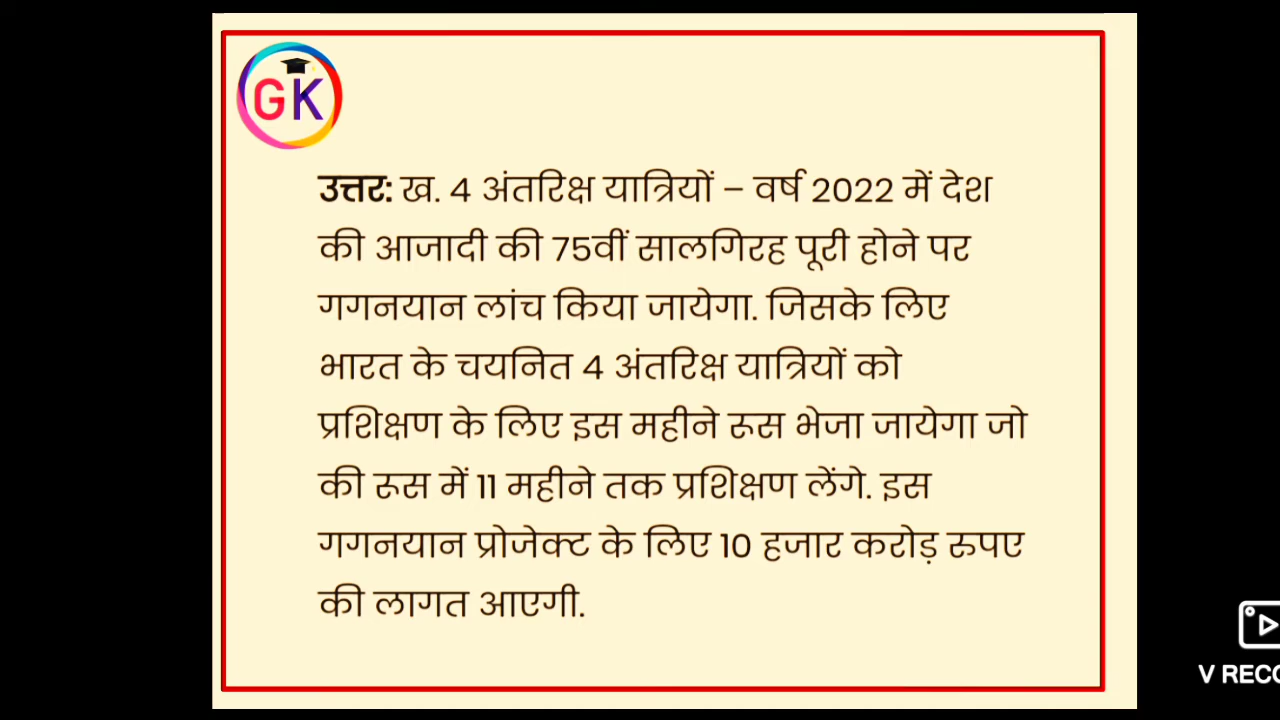 GK
उत्तर: ख. 4 अंतरिक्ष यात्रियों – वर्ष 2022 में देश
की आजादी की 75वीं सालगिरह पूरी होने पर
गगनयान लांच किया जायेगा. जिसके लिए
भारत के चयनित 4 अंतरिक्ष यात्रियों को
प्रशिक्षण के लिए इस महीने रूस भेजा जायेगा जो
की रूस में 11 महीने तक प्रशिक्षण लेंगे. इस
गगनयान प्रोजेक्ट के लिए 10 हजार करोड़ रुपए
की लागत आएगी.
V RECO